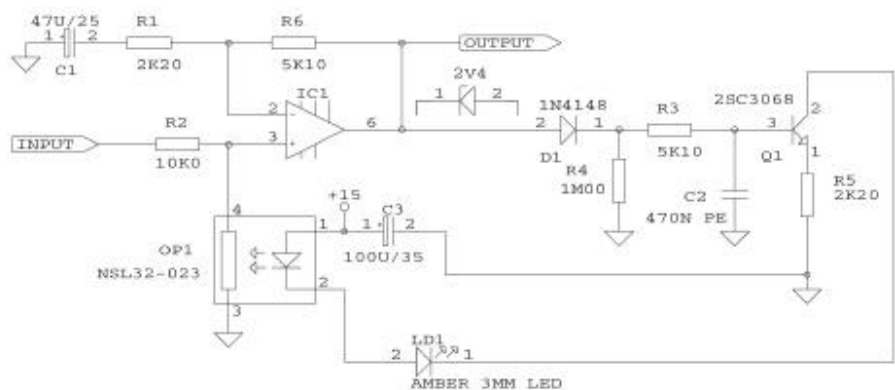 47U/25
1 2
C1
R1
2K20
R6
5K10
OUTPUT
IC1
2
3
6
2V4
1 2
INPUT
R2
10K0
1N4148
2 1
D1
R3
5K10
2SC3068
2
3
1
Q1
R4
1M00
C2
470N PE
R5
2K20
+15
C3
1 2
100U/35
4
1
OP1
NSL32-023
2
3
LD1
2 1
AMBER 3MM LED